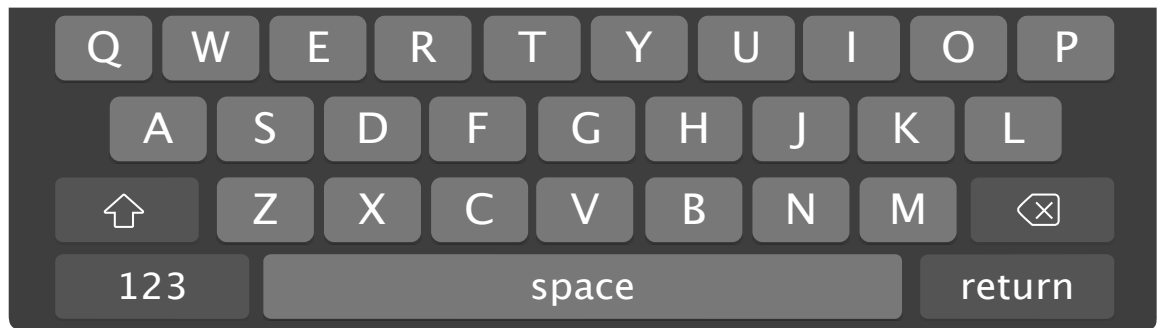 Q W E R T Y U I O P
A S D F G H J K L
Z X C V B N M
123 space return